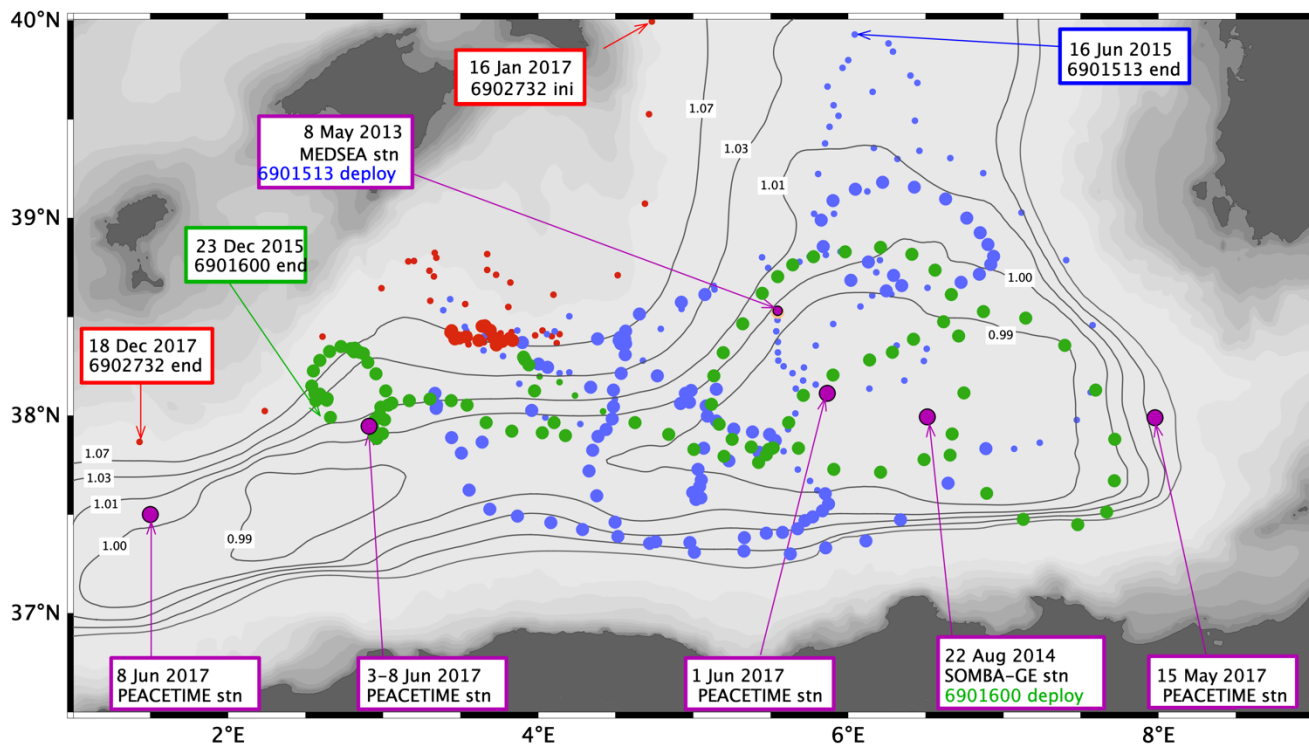 40°N
39°N
38°N
37°N
2°E
4°E
6°E
8°E
16 Jan 2017
6902732 ini
16 Jun 2015
6901513 end
8 May 2013
MEDSEA stn
6901513 deploy
23 Dec 2015
6901600 end
18 Dec 2017
6902732 end
1.07
1.03
1.01
1.00
0.99
1.07
1.03
1.01
1.00
0.99
8 Jun 2017
PEACETIME stn
3–8 Jun 2017
PEACETIME stn
1 Jun 2017
PEACETIME stn
22 Aug 2014
SOMBA-GE stn
6901600 deploy
15 May 2017
PEACETIME stn